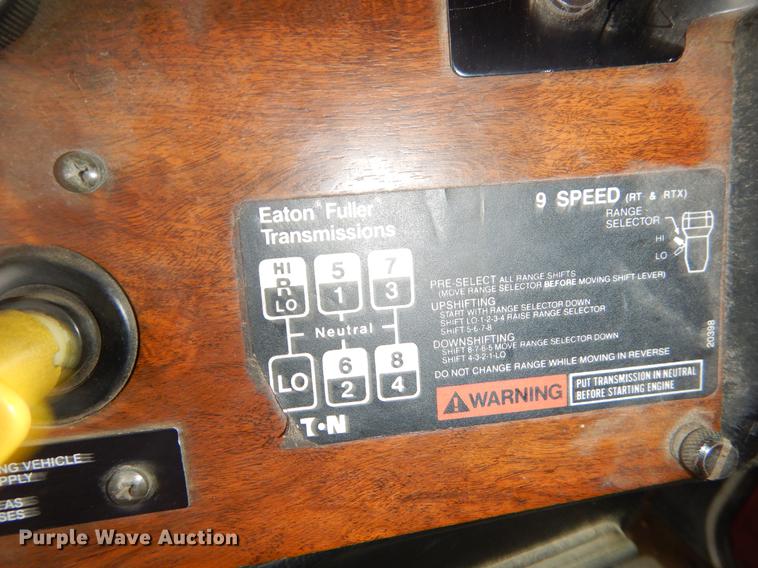 Eaton® Fuller®
Transmissions
9 SPEED (RT & RTX)
RANGE
SELECTOR
HI
LO
HI
R
LO
5
1
7
3
Neutral
LO
6
2
8
4
PRE-SELECT ALL RANGE SHIFTS
(MOVE RANGE SELECTOR BEFORE MOVING SHIFT LEVER)
UPSHIFTING
START WITH RANGE SELECTOR DOWN
SHIFT LO-1-2-3-4 RAISE RANGE SELECTOR
SHIFT 5-6-7-8
DOWNSHIFTING
SHIFT 8-7-6-5 MOVE RANGE SELECTOR DOWN
SHIFT 4-3-2-1-LO
DO NOT CHANGE RANGE WHILE MOVING IN REVERSE
WARNING
PUT TRANSMISSION IN NEUTRAL
BEFORE STARTING ENGINE
20398
T•N
NG VEHICLE
PPLY
AS
SES
Purple Wave Auction